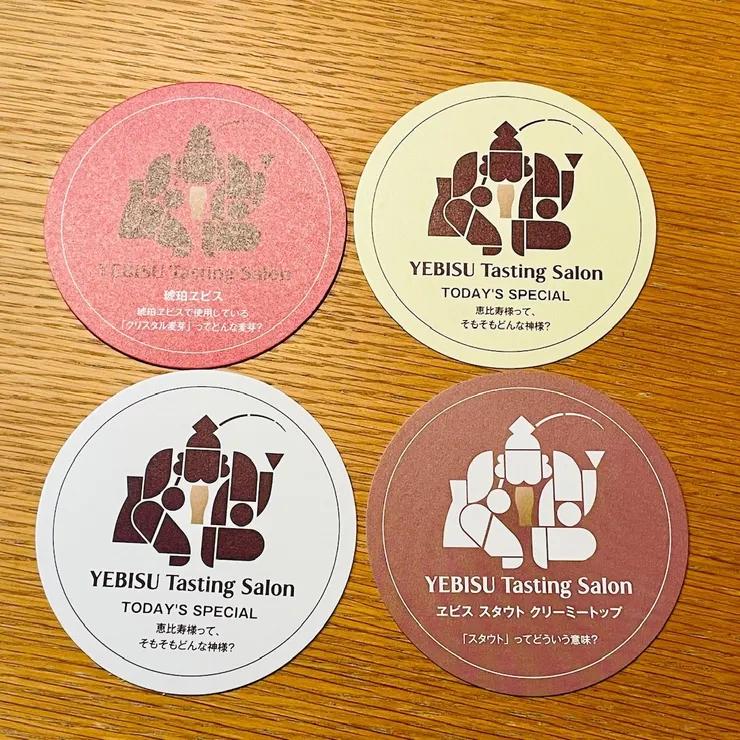 YEBISU Tasting Salon
琥珀ヱビス
琥珀ヱビスで使用している
「クリスタル麦芽」ってどんな麦芽?
YEBISU Tasting Salon
TODAY'S SPECIAL
恵比寿様って、
そもそもどんな神様?
YEBISU Tasting Salon
TODAY'S SPECIAL
恵比寿様って、
そもそもどんな神様?
YEBISU Tasting Salon
ヱビス スタウト クリーミートップ
「スタウト」ってどういう意味?